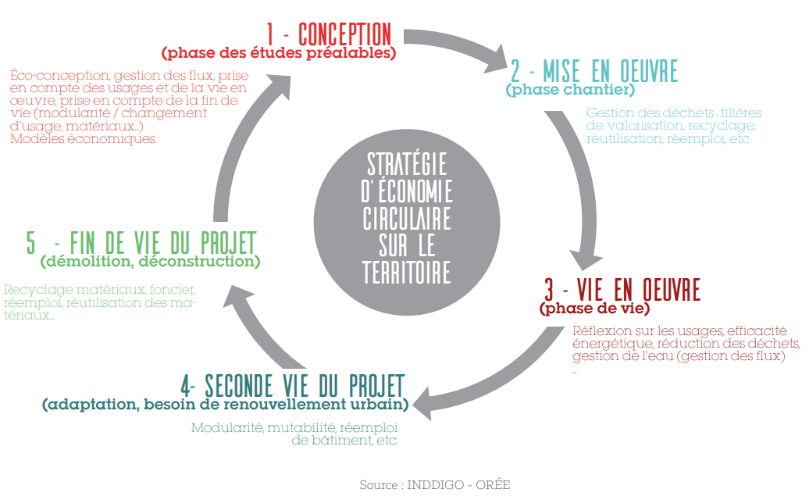 1 - CONCEPTION
(phase des études préalables)
Éco-conception, gestion des flux, prise
en compte des usages et de la vie en
œuvre, prise en compte de la fin de
vie (modularité / changement
d'usage, matériaux...)
Modèles économiques.
2 - MISE EN OEUVRE
(phase chantier)
Gestion des déchets : filières
de valorisation, recyclage,
réutilisation, réemploi, etc.
STRATÉGIE
D'ÉCONOMIE
CIRCULAIRE
SUR LE
TERRITOIRE
3 - VIE EN OEUVRE
(phase de vie)
Réflexion sur les usages, efficacité
énergétique, réduction des déchets,
gestion de l'eau (gestion des flux)
...
4- SECONDE VIE DU PROJET
(adaptation, besoin de renouvellement urbain)
Modularité, mutabilité, réemploi
de bâtiment, etc.
5 - FIN DE VIE DU PROJET
(démolition, déconstruction)
Recyclage matériaux, foncier,
réemploi, réutilisation des ma-
tériaux...
Source : INDDIGO - ORÉE